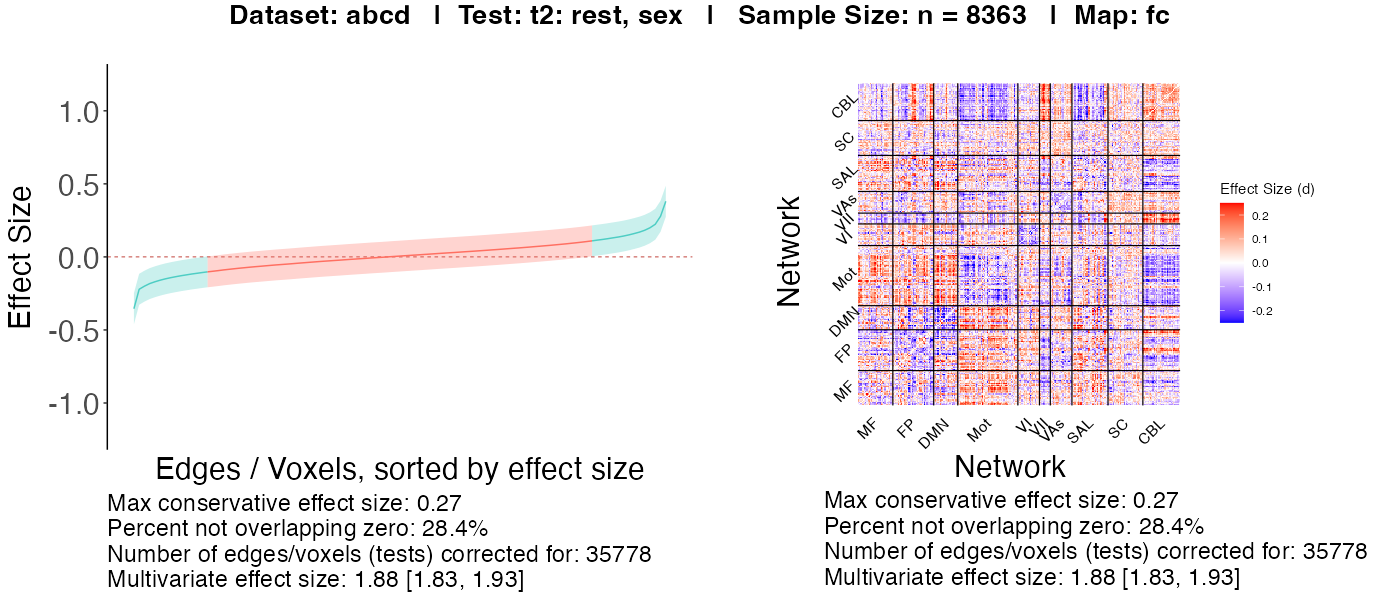 Dataset: abcd | Test: t2: rest, sex | Sample Size: n = 8363 | Map: fc
Effect Size
1.0
0.5
0.0
-0.5
-1.0
Edges / Voxels, sorted by effect size
Max conservative effect size: 0.27
Percent not overlapping zero: 28.4%
Number of edges/voxels (tests) corrected for: 35778
Multivariate effect size: 1.88 [1.83, 1.93]
Network
CBL
SC
SAL
VAs
VII
VI
Mot
DMN
FP
MF
MF
FP
DMN
Mot
VI
VII
VAs
SAL
SC
CBL
Network
Effect Size (d)
0.2
0.1
0.0
-0.1
-0.2
Max conservative effect size: 0.27
Percent not overlapping zero: 28.4%
Number of edges/voxels (tests) corrected for: 35778
Multivariate effect size: 1.88 [1.83, 1.93]